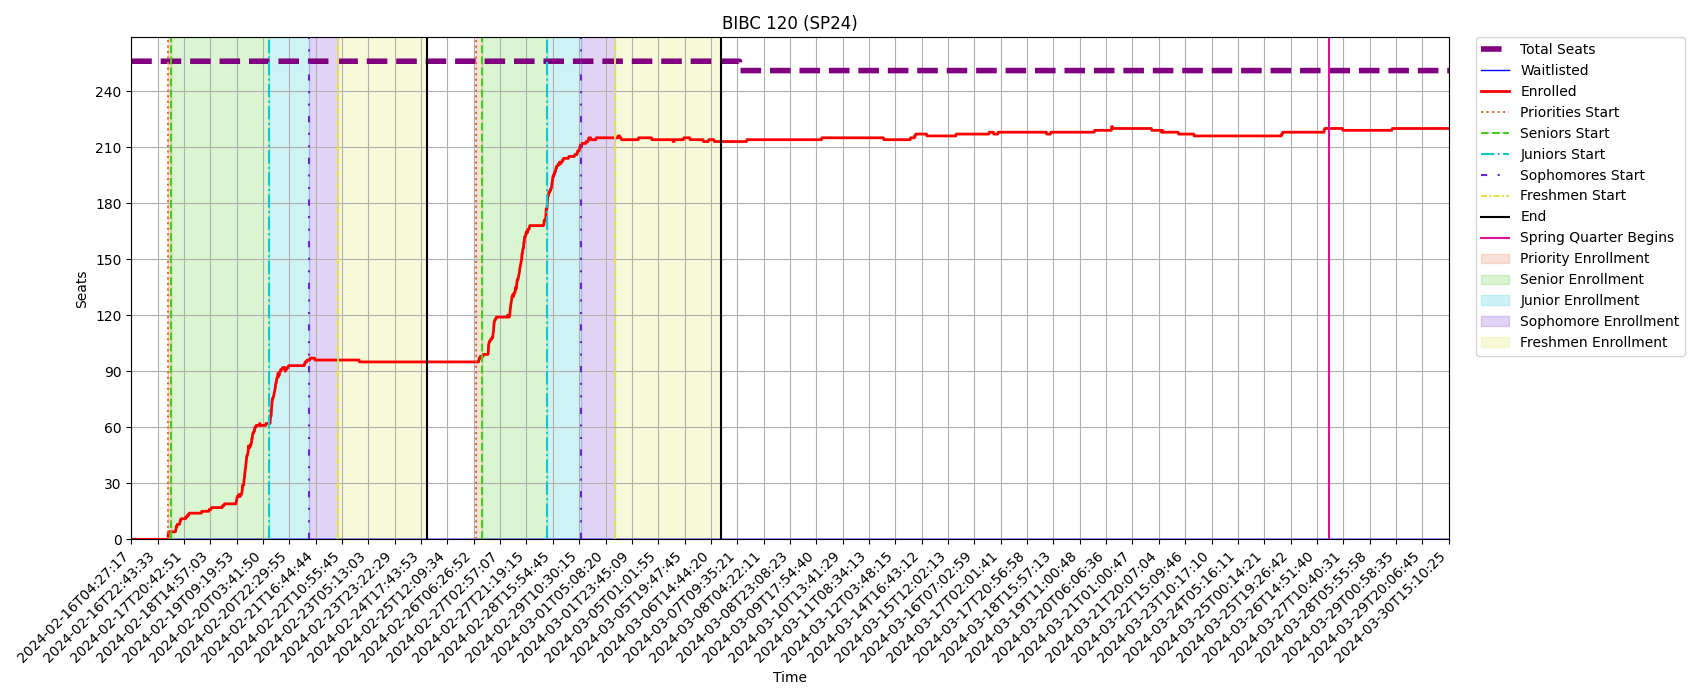 BIBC 120 (SP24)
Seats
240
210
180
150
120
90
60
30
0
2024-02-16T04:27:17
2024-02-16T22:43:33
2024-02-17T20:42:51
2024-02-18T14:57:03
2024-02-19T09:19:53
2024-02-20T03:41:50
2024-02-20T22:29:55
2024-02-21T16:44:44
2024-02-22T10:55:45
2024-02-23T05:13:03
2024-02-23T23:22:29
2024-02-24T17:43:53
2024-02-25T12:09:34
2024-02-26T06:26:52
2024-02-27T02:57:07
2024-02-27T21:19:15
2024-02-28T15:54:45
2024-02-29T10:30:15
2024-03-01T05:08:20
2024-03-01T23:45:09
2024-03-05T01:01:55
2024-03-05T19:47:45
2024-03-06T14:44:20
2024-03-07T09:35:21
2024-03-08T04:22:11
2024-03-08T23:08:23
2024-03-09T17:54:40
2024-03-10T13:41:29
2024-03-11T08:34:13
2024-03-12T03:48:15
2024-03-14T16:43:12
2024-03-15T12:02:13
2024-03-16T07:02:59
2024-03-17T02:01:41
2024-03-17T20:56:58
2024-03-18T15:57:13
2024-03-19T11:00:48
2024-03-20T06:06:36
2024-03-21T01:00:47
2024-03-21T20:07:04
2024-03-22T15:09:46
2024-03-23T10:17:10
2024-03-24T05:16:11
2024-03-25T00:14:21
2024-03-25T19:26:42
2024-03-26T14:51:40
2024-03-27T10:40:31
2024-03-28T05:55:58
2024-03-29T00:58:35
2024-03-29T20:06:45
2024-03-30T15:10:25
Time
Total Seats
Waitlisted
Enrolled
Priorities Start
Seniors Start
Juniors Start
Sophomores Start
Freshmen Start
End
Spring Quarter Begins
Priority Enrollment
Senior Enrollment
Junior Enrollment
Sophomore Enrollment
Freshmen Enrollment